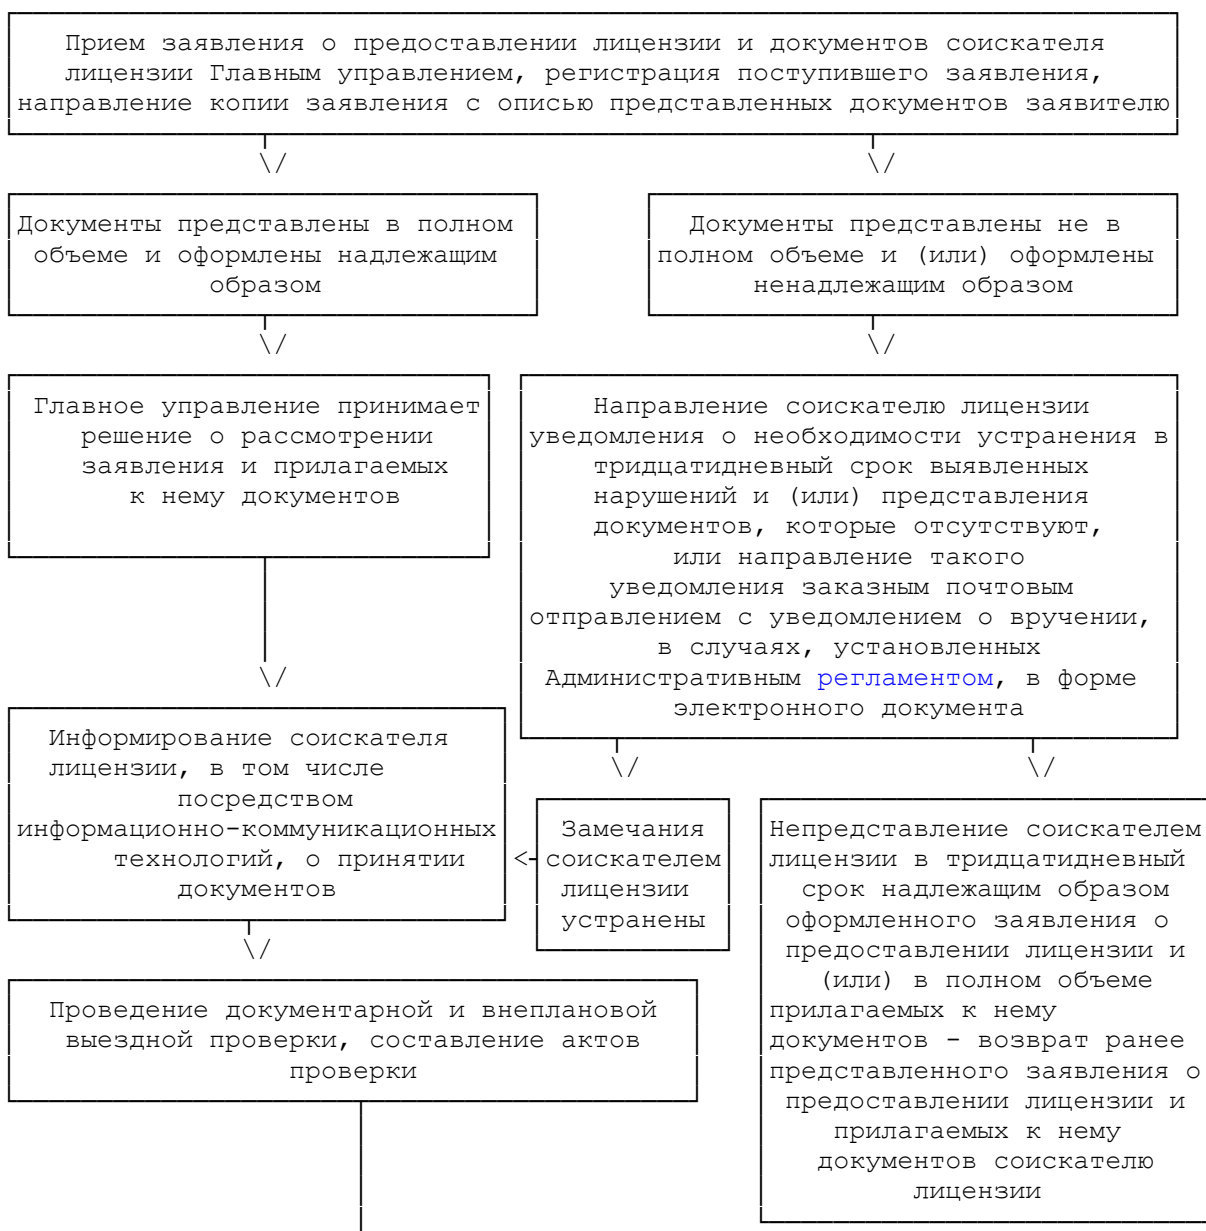 Прием заявления о предоставлении лицензии и документов соискателя
лицензии Главным управлением, регистрация поступившего заявления,
направление копии заявления с описью представленных документов заявителю
\/
\/
Документы представлены в полном
объеме и оформлены надлежащим
образом
Документы представлены не в
полном объеме и (или) оформлены
ненадлежащим образом
\/
\/
Главное управление принимает
решение о рассмотрении
заявления и прилагаемых
к нему документов
Направление соискателю лицензии
уведомления о необходимости устранения в
тридцатидневный срок выявленных
нарушений и (или) представления
документов, которые отсутствуют,
или направление такого
уведомления заказным почтовым
отправлением с уведомлением о вручении,
в случаях, установленных
Административным регламентом, в форме
электронного документа
\/
Информирование соискателя
лицензии, в том числе
посредством
информационно-коммуникационных
технологий, о принятии
документов
\/
\/
<-
Замечания
соискателем
лицензии
устранены
Непредставление соискателем
лицензии в тридцатидневный
срок надлежащим образом
оформленного заявления о
предоставлении лицензии и
(или) в полном объеме
прилагаемых к нему
документов - возврат ранее
представленного заявления о
предоставлении лицензии и
прилагаемых к нему
документов соискателю
лицензии
\/
Проведение документарной и внеплановой
выездной проверки, составление актов
проверки